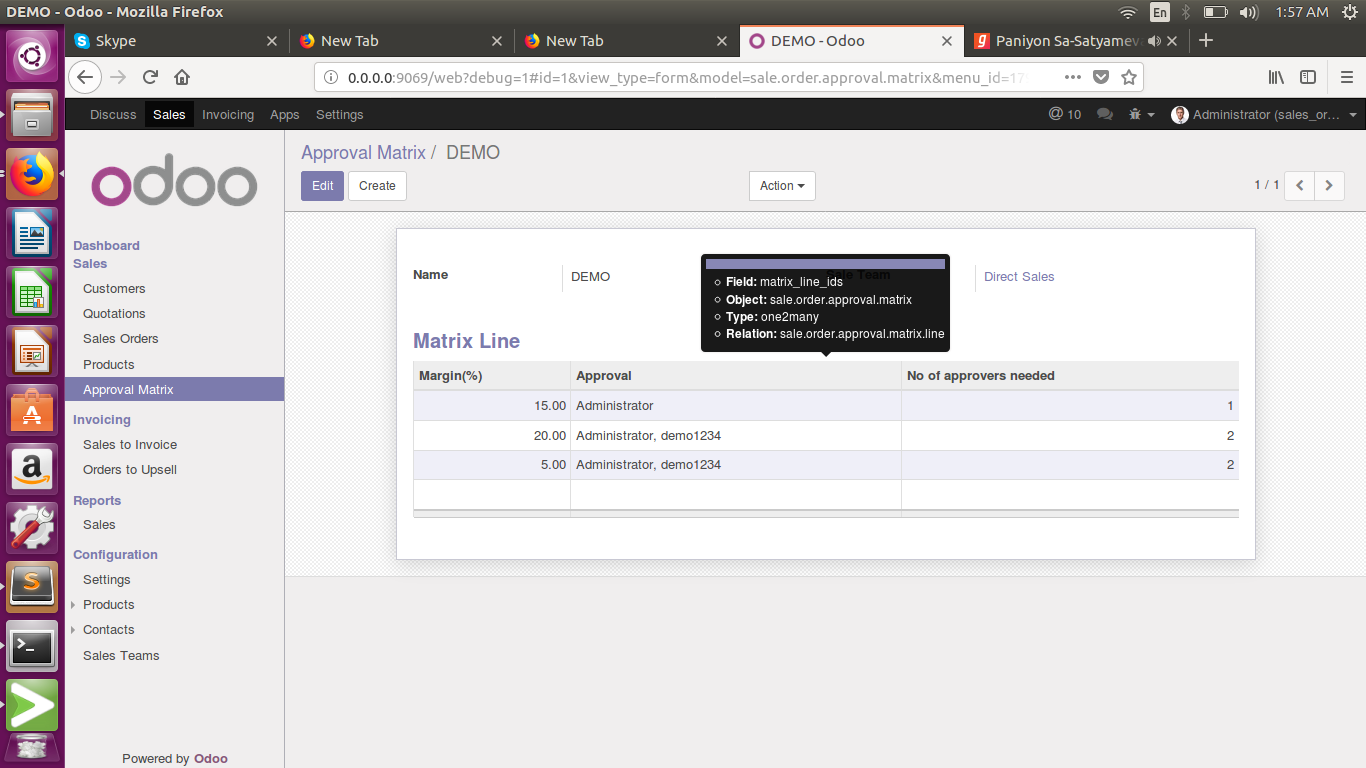 DEMO - Odoo - Mozilla Firefox
En
1:57 AM
Skype
New Tab
New Tab
DEMO - Odoo
Paniyon Sa-Satyamev
0.0.0.0:9069/web?debug=1#id=1&view_type=form&model=sale.order.approval.matrix&menu_id=17
Discuss Sales Invoicing Apps Settings
@ 10
Administrator (sales_or...
odoo
Approval Matrix / DEMO
Edit
Create
Action
1 / 1
Dashboard
Sales
Customers
Quotations
Sales Orders
Products
Approval Matrix
Invoicing
Sales to Invoice
Orders to Upsell
Reports
Sales
Configuration
Settings
Products
Contacts
Sales Teams
Powered by Odoo
Name DEMO
Sale Team Direct Sales
Field: matrix_line_ids
Object: sale.order.approval.matrix
Type: one2many
Relation: sale.order.approval.matrix.line
Matrix Line
Margin(%) Approval No of approvers needed
15.00 Administrator 1
20.00 Administrator, demo1234 2
5.00 Administrator, demo1234 2